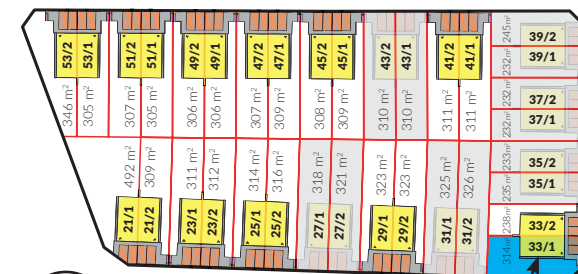 53/2 53/1 51/2 51/1 49/2 49/1 47/2 47/1 45/2 45/1 43/2 43/1 41/2 41/1
346 m² 305 m² 307 m² 305 m² 306 m² 306 m² 307 m² 309 m² 308 m² 309 m² 310 m² 310 m² 311 m² 311 m²
245 m² 39/2
232 m² 39/1
232 m² 37/2
232 m² 37/1
233 m² 35/2
235 m² 35/1
238 m² 33/2
314 m² 33/1
492 m² 309 m² 311 m² 312 m² 314 m² 316 m² 318 m² 321 m² 323 m² 323 m² 325 m² 326 m²
21/1 21/2 23/1 23/2 25/1 25/2 27/1 27/2 29/1 29/2 31/1 31/2